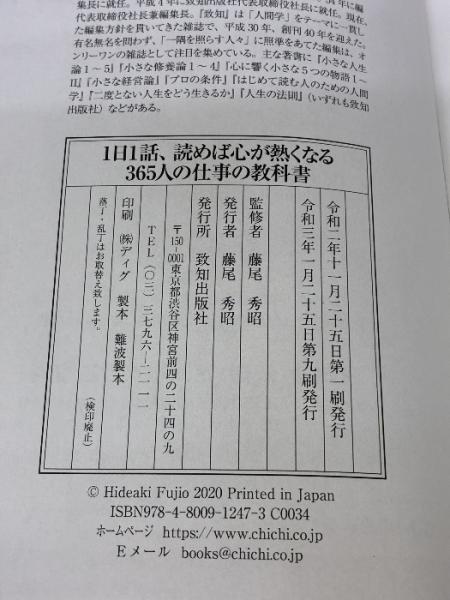 集長に就任。平成4年に致知出版社代表取締役社長に就任。現在、
代表取締役社長兼編集長。『致知』は「人間学」をテーマに一貫し
た編集方針を貫いてきた雑誌で、平成30年、創刊40年を迎えた。
有名無名を問わず、「一隅を照らす人々」に照準をあてた編集は、オ
ンリーワンの雑誌として注目を集めている。主な著書に『小さな人生
論1～5』『小さな修養論1～4』『心に響く小さな5つの物語1～
II』『小さな経営論』『プロの条件』『はじめて読む人のための人間
学』『二度とない人生をどう生きるか』『人生の法則』(いずれも致知
出版社)などがある。
1日1話、読めば心が熱くなる
365人の仕事の教科書
令和二年十一月二十五日第一刷発行
令和三年一月二十五日第九刷発行
監修者 藤尾 秀昭
発行者 藤尾 秀昭
発行所 致知出版社
〒150-0001東京都渋谷区神宮前四の二十四の九
TEL(〇三)三七九六―二一一一
印刷 ㈱ディグ 製本 難波製本
落丁・乱丁はお取替え致します。
(検印廃止)
© Hideaki Fujio 2020 Printed in Japan
ISBN978-4-8009-1247-3 C0034
ホームページ https://www.chichi.co.jp
Eメール books@chichi.co.jp